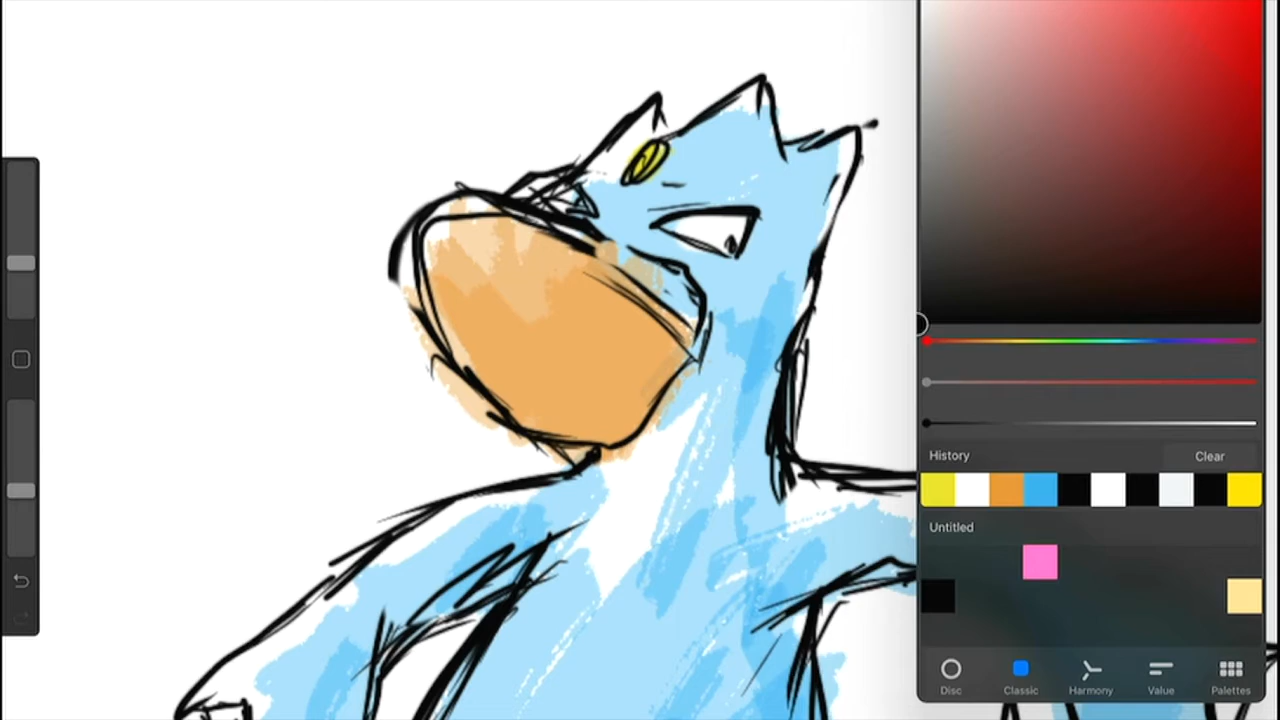 History
Clear
Untitled
Disc
Classic
Harmony
Value
Palettes